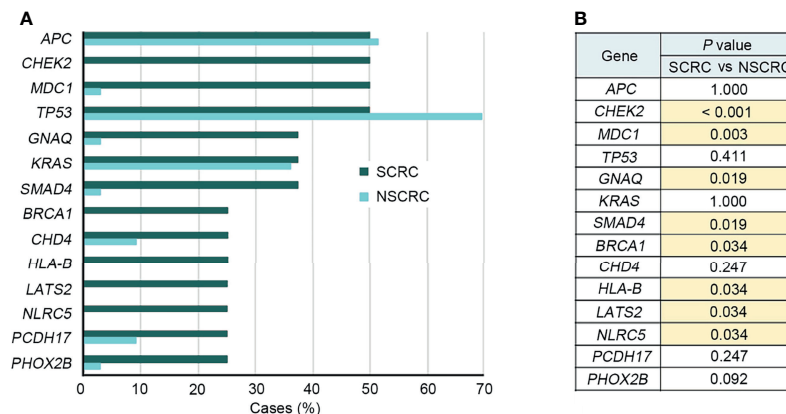 A
APC
CHEK2
MDC1
TP53
GNAQ
KRAS
SMAD4
BRCA1
CHD4
HLA-B
LATS2
NLRC5
PCDH17
PHOX2B
SCRC
NSCRC
0 10 20 30 40 50 60 70
Cases (%)
B
Gene P value
SCRC vs NSCRC
APC 1.000
CHEK2 < 0.001
MDC1 0.003
TP53 0.411
GNAQ 0.019
KRAS 1.000
SMAD4 0.019
BRCA1 0.034
CHD4 0.247
HLA-B 0.034
LATS2 0.034
NLRC5 0.034
PCDH17 0.247
PHOX2B 0.092